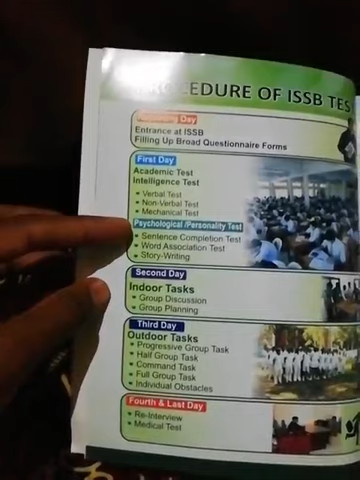 PROCEDURE OF ISSB TES
Reporting Day
Entrance at ISSB
Filling Up Broad Questionnaire Forms
First Day
Academic Test
Intelligence Test
Verbal Test
Non-Verbal Test
Mechanical Test
Psychological /Personality Test
Sentence Completion Test
Word Association Test
Story-Writing
Second Day
Indoor Tasks
Group Discussion
Group Planning
Third Day
Outdoor Tasks
Progressive Group Task
Half Group Task
Command Task
Full Group Task
Individual Obstacles
Fourth & Last Day
Re-Interview
Medical Test